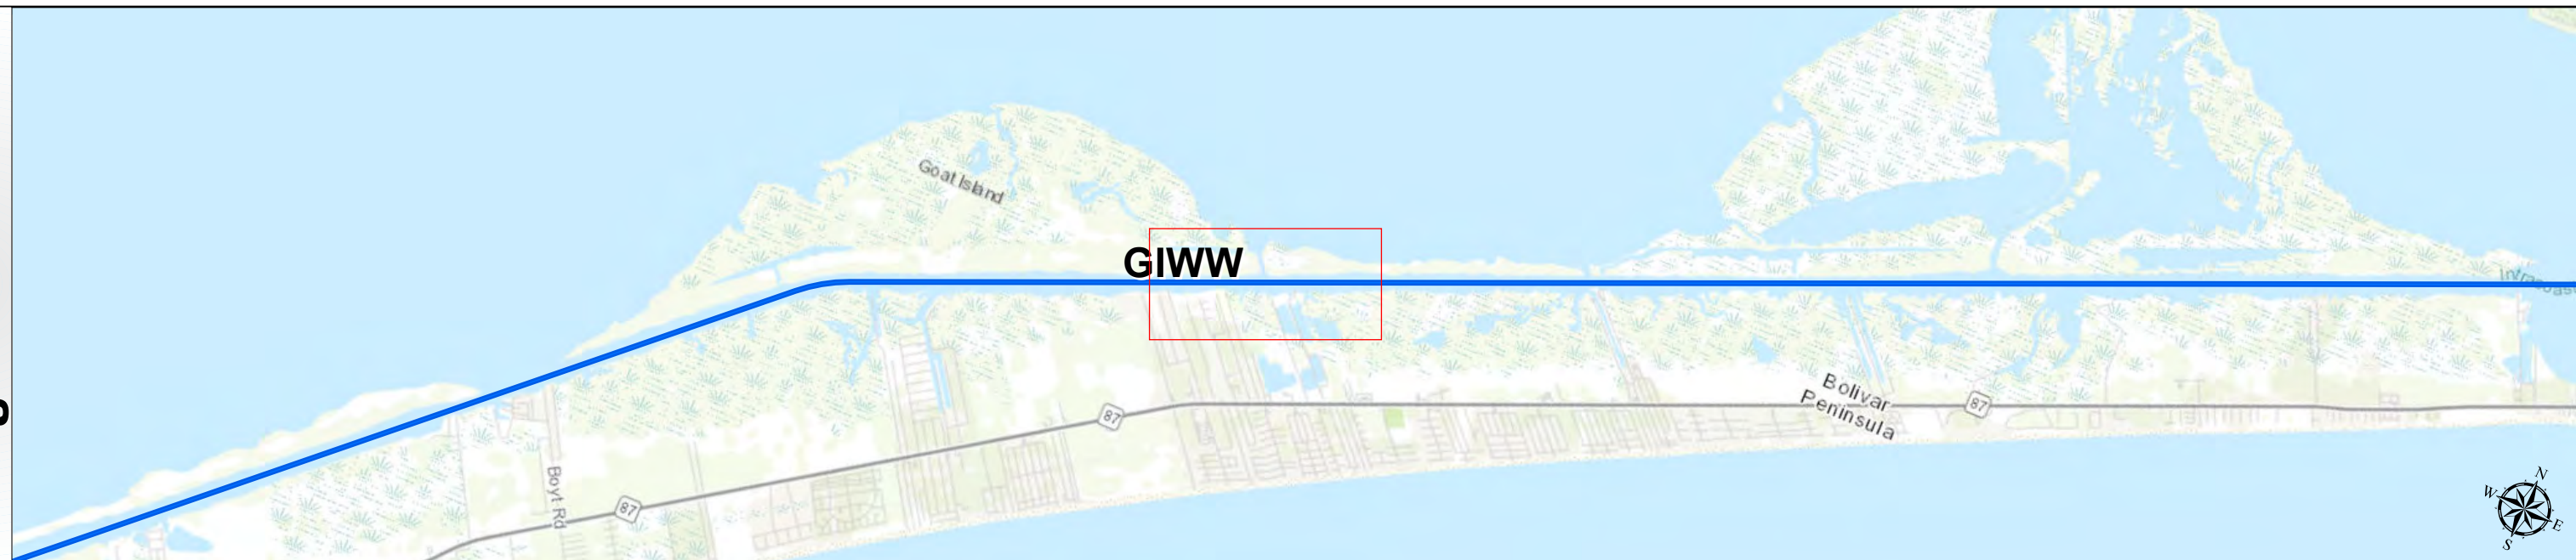 Goat Island
GIWW
Bolivar
Peninsula
87
87
87
Boyt Rd
N
W
E
S